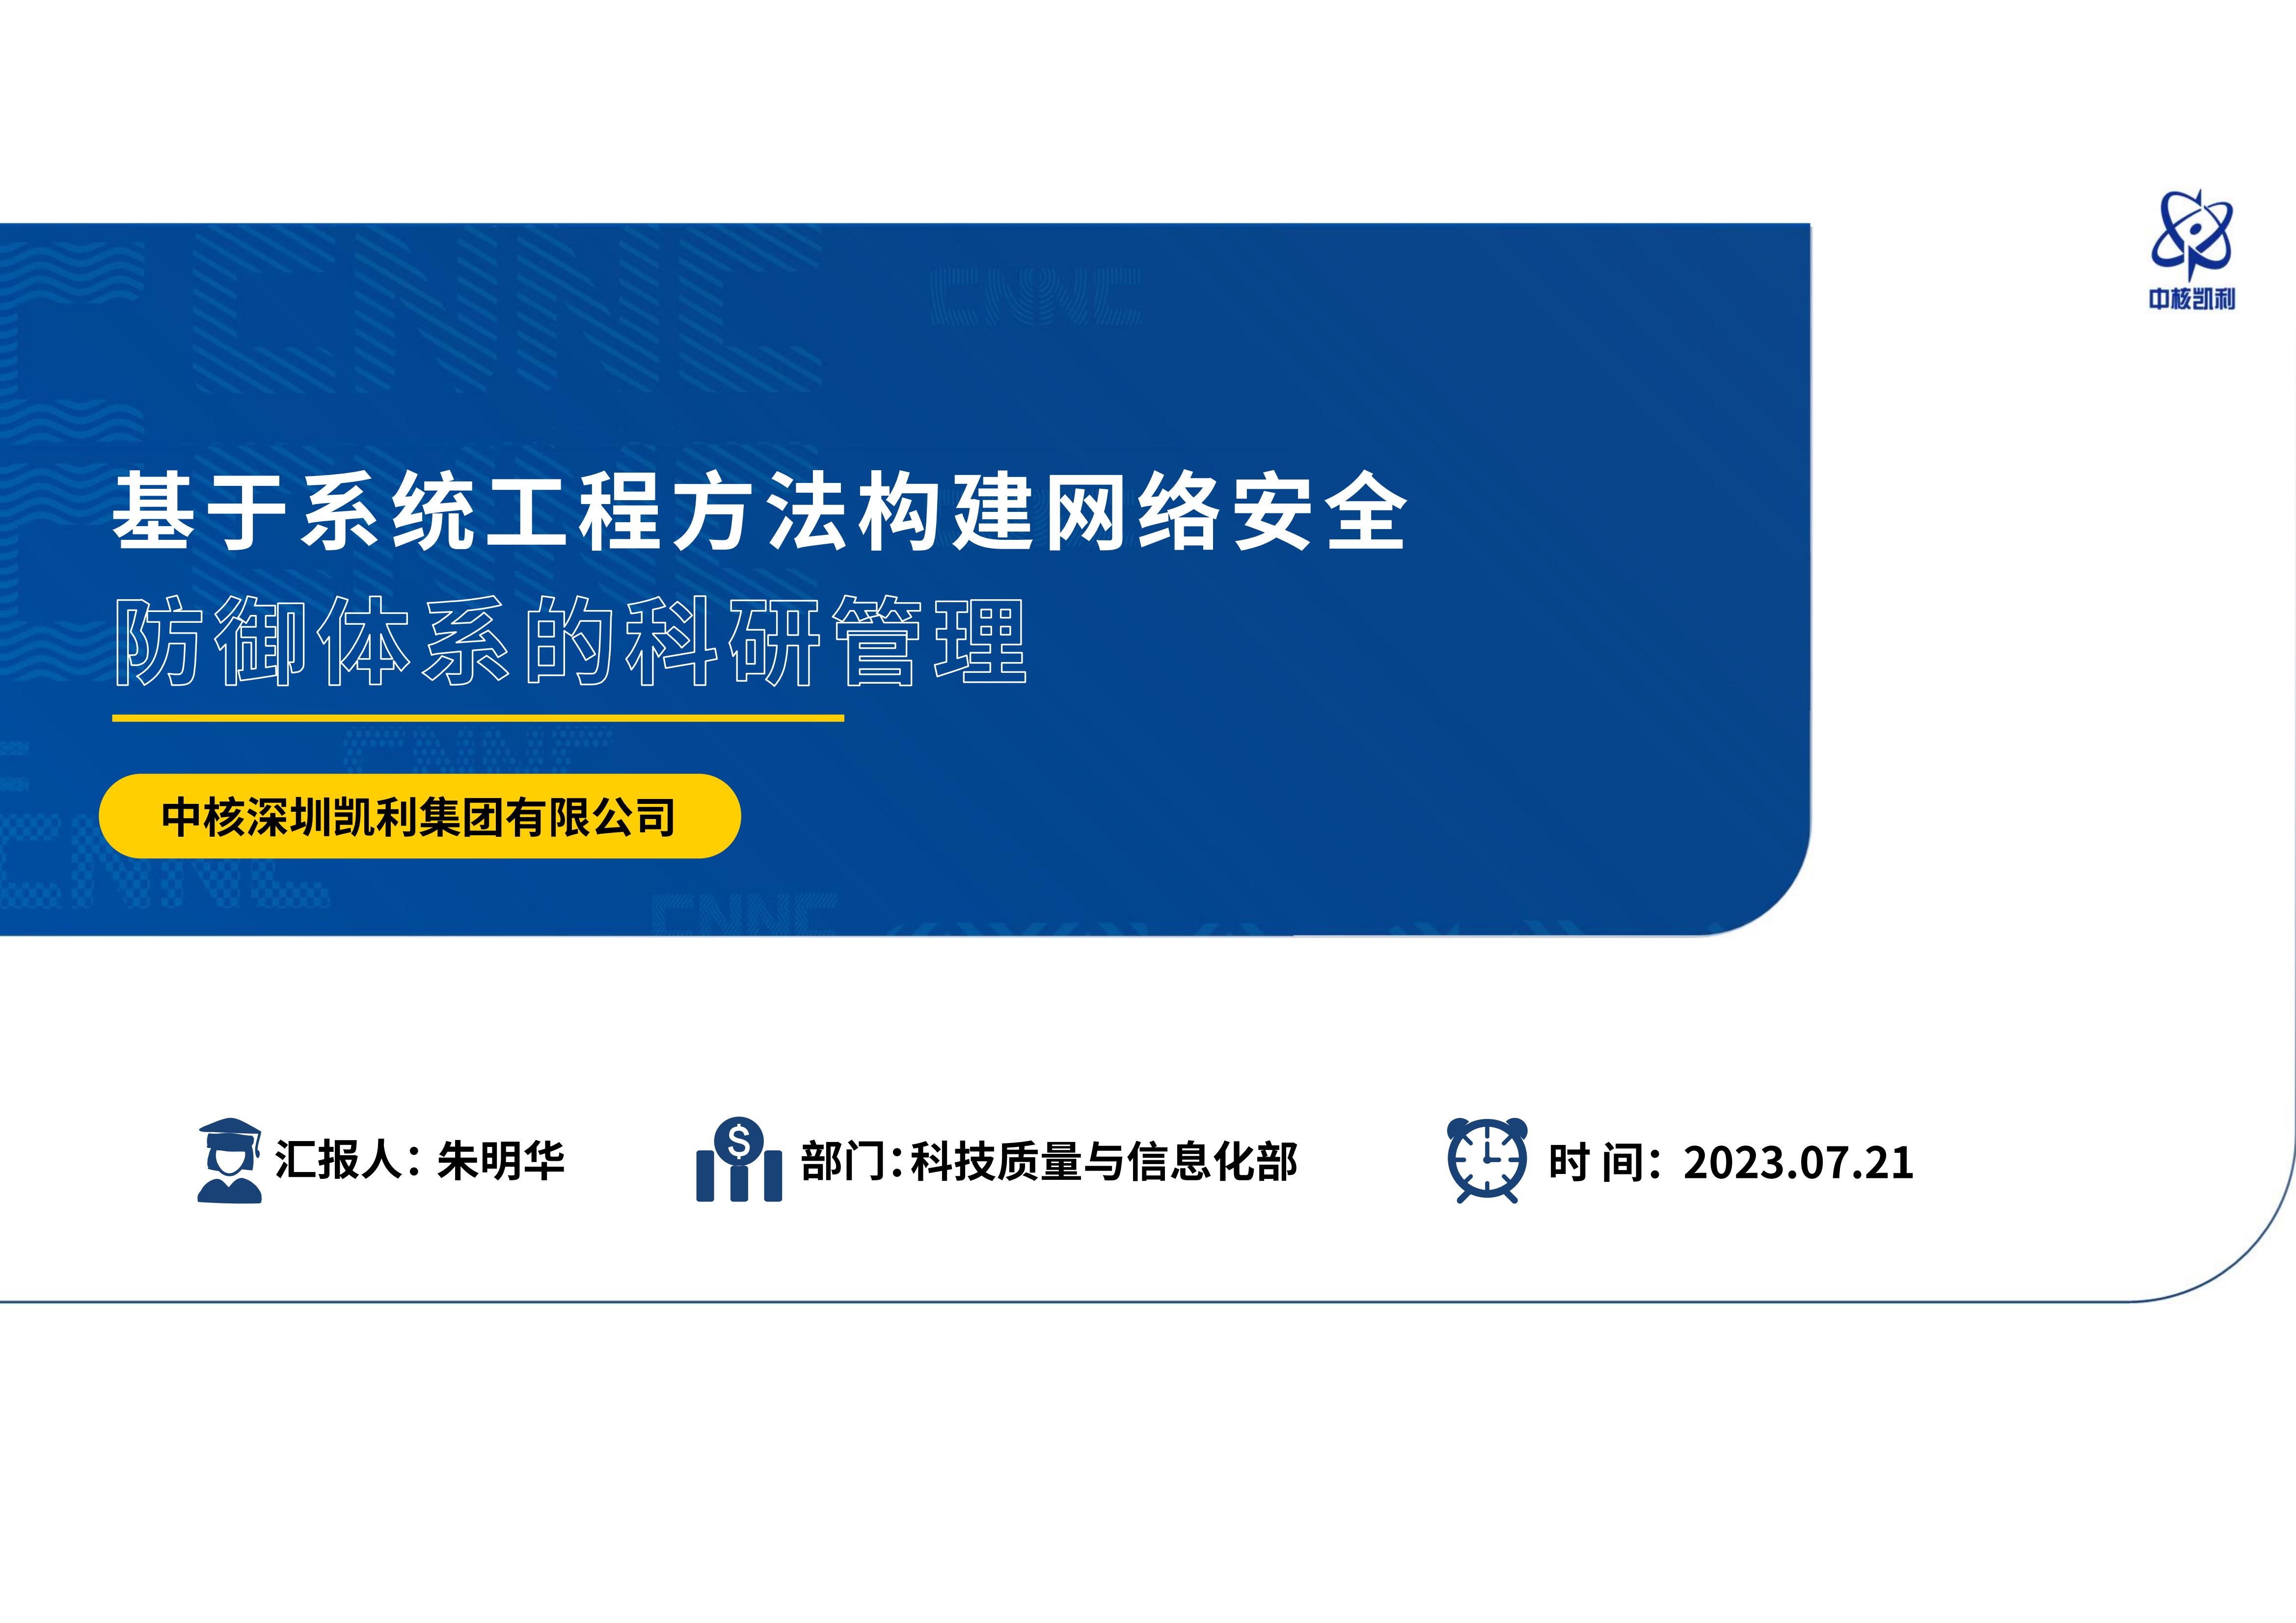 中核凯利
CNNC
基于系统工程方法构建网络安全
防御体系的科研管理
中核深圳凯利集团有限公司
汇报人：朱明华
部门：科技质量与信息化部
时 间：2023.07.21